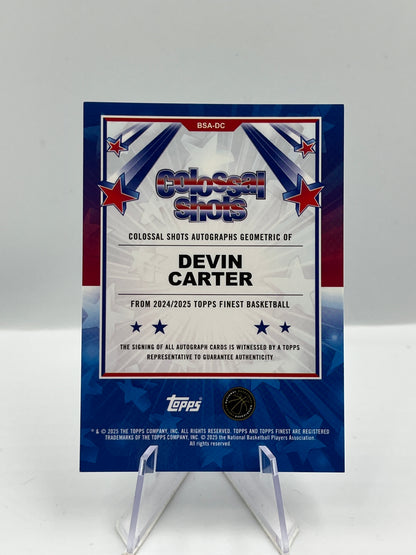 BSA-DC
colossal
shots
COLOSSAL SHOTS AUTOGRAPHS GEOMETRIC OF
DEVIN
CARTER
FROM 2024/2025 TOPPS FINEST BASKETBALL
THE SIGNING OF ALL AUTOGRAPH CARDS IS WITNESSED BY A TOPPS
REPRESENTATIVE TO GUARANTEE AUTHENTICITY.
Topps
® & © 2025 THE TOPPS COMPANY, INC. ALL RIGHTS RESERVED. TOPPS AND TOPPS FINEST ARE REGISTERED
TRADEMARKS OF THE TOPPS COMPANY, INC. © 2025 the National Basketball Players Association.
All rights reserved.